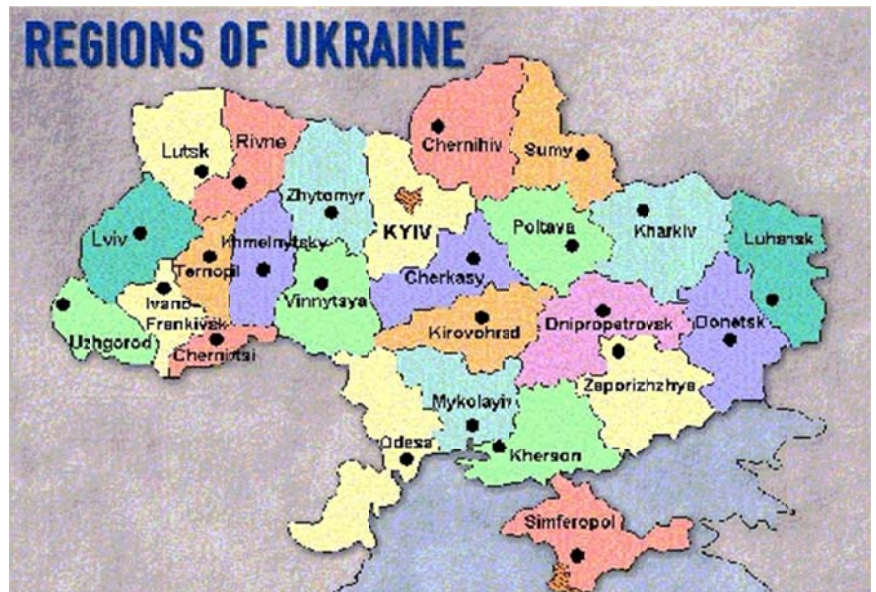 REGIONS OF UKRAINE
Lutsk
Rivne
Chernihiv
Sumy
Zhytomyr
KYIV
Poltava
Kharkiv
Lviv
Khmelnytsky
Luhansk
Ternopil
Cherkasy
Vinnytsya
Ivano-
Frankivsk
Kirovohrad
Dnipropetrovsk
Donetsk
Uzhgorod
Chernivtsi
Zaporizhzhya
Mykolayiv
Odesa
Kherson
Simferopol